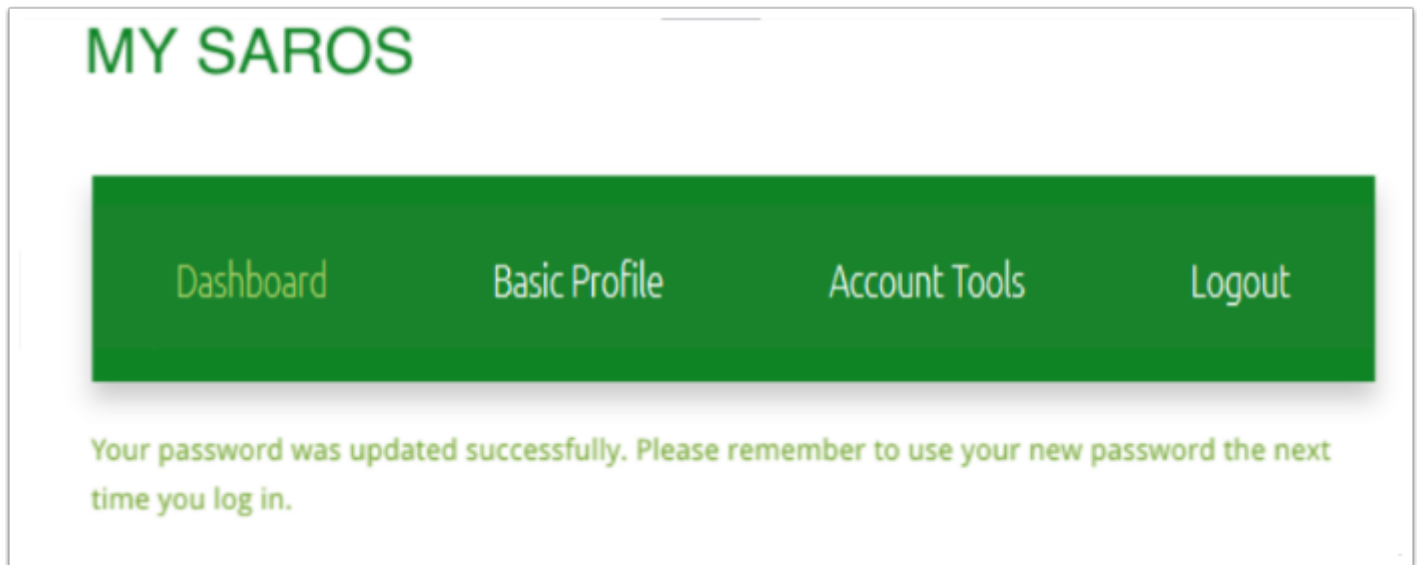 MY SAROS
Dashboard Basic Profile Account Tools Logout
Your password was updated successfully. Please remember to use your new password the next
time you log in.